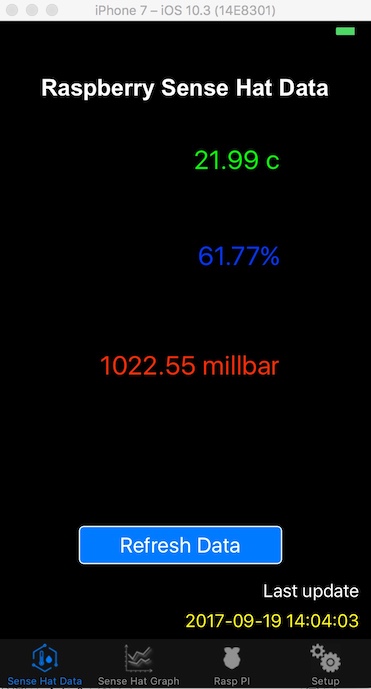 iPhone 7 – iOS 10.3 (14E8301)
Raspberry Sense Hat Data
21.99 c
61.77%
1022.55 millbar
Refresh Data
Last update
2017-09-19 14:04:03
Sense Hat Data Sense Hat Graph Rasp PI Setup